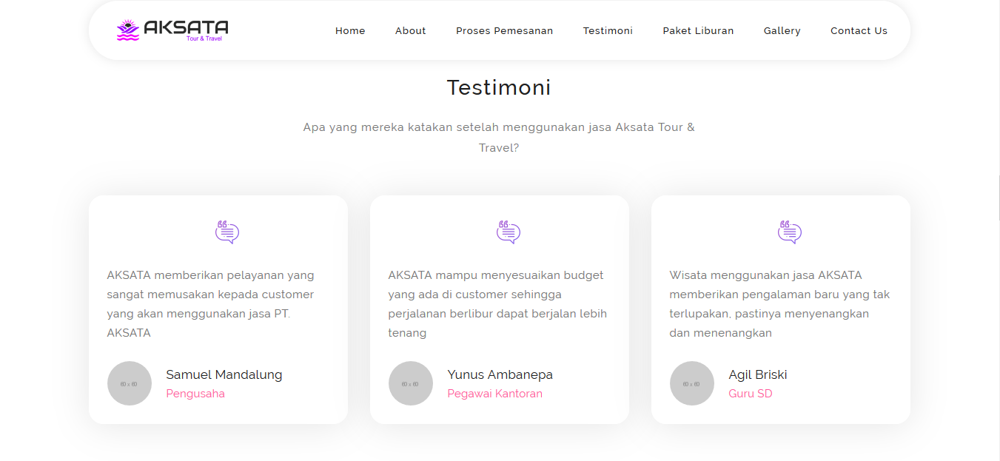 AKSATA
Tour & Travel
Home About Proses Pemesanan Testimoni Paket Liburan Gallery Contact Us
Testimoni
Apa yang mereka katakan setelah menggunakan jasa Aksata Tour &
Travel?
AKSATA memberikan pelayanan yang
sangat memusakan kepada customer
yang akan menggunakan jasa PT.
AKSATA
60 x 60
Samuel Mandalung
Pengusaha
AKSATA mampu menyesuaikan budget
yang ada di customer sehingga
perjalanan berlibur dapat berjalan lebih
tenang
60 x 60
Yunus Ambanepa
Pegawai Kantoran
Wisata menggunakan jasa AKSATA
memberikan pengalaman baru yang tak
terlupakan, pastinya menyenangkan
dan menenangkan
60 x 60
Agil Briski
Guru SD